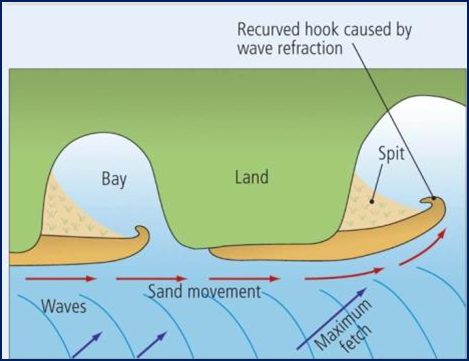 Recurved hook caused by
wave refraction
Spit
Bay
Land
Sand movement
Waves
Maximum
fetch